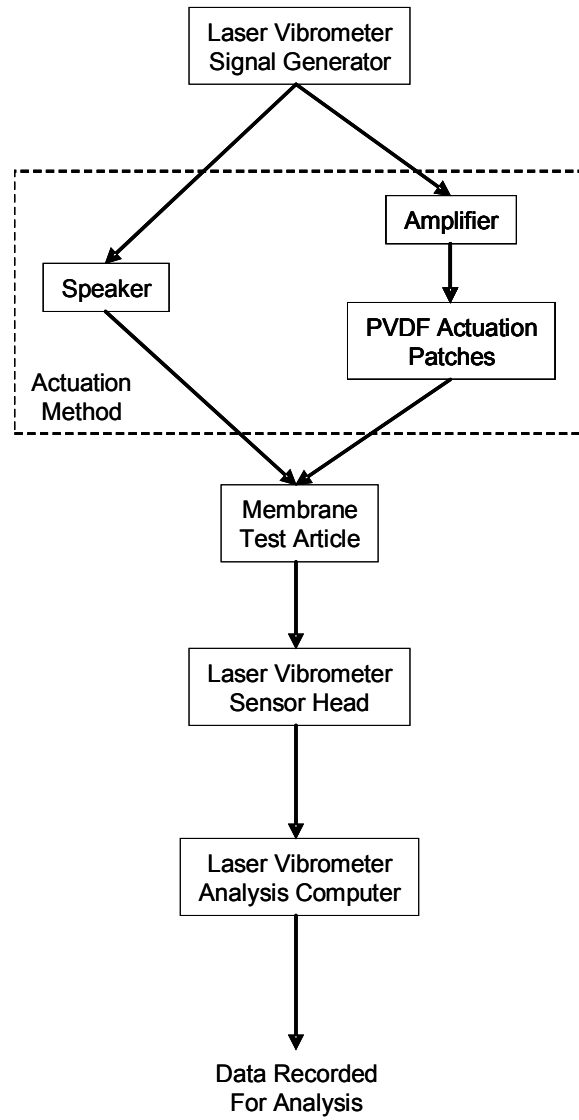 Laser Vibrometer
Signal Generator
Amplifier
Speaker
PVDF Actuation
Patches
Actuation
Method
Membrane
Test Article
Laser Vibrometer
Sensor Head
Laser Vibrometer
Analysis Computer
Data Recorded
For Analysis